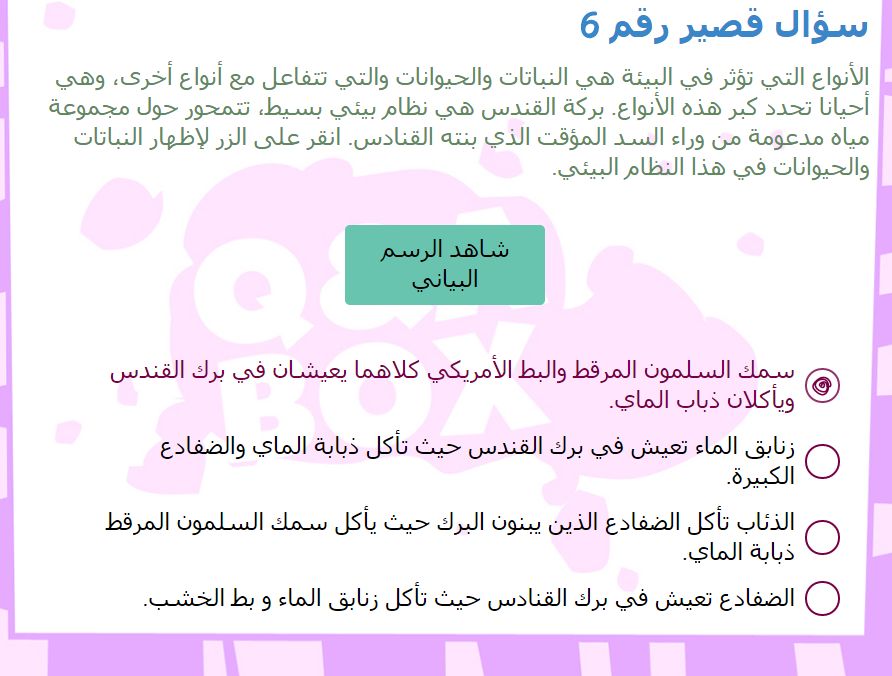 سؤال قصير رقم 6
الأنواع التي تؤثر في البيئة هي النباتات والحيوانات والتي تتفاعل مع أنواع أخرى، وهي
أحيانا تحدد كبر هذه الأنواع. بركة القندس هي نظام بيئي بسيط، تتمحور حول مجموعة
مياه مدعومة من وراء السد المؤقت الذي بنته القنادس. انقر على الزر لإظهار النباتات
والحيوانات في هذا النظام البيئي.
شاهد الرسم
البياني
سمك السلمون المرقط والبط الأمريكي كلاهما يعيشان في برك القندس
ويأكلان ذباب الماي.
زنابق الماء تعيش في برك القندس حيث تأكل ذبابة الماي والضفادع
الكبيرة.
الذئاب تأكل الضفادع الذين يبنون البرك حيث يأكل سمك السلمون المرقط
ذبابة الماي.
الضفادع تعيش في برك القنادس حيث تأكل زنابق الماء و بط الخشب.
Q&A
BOX